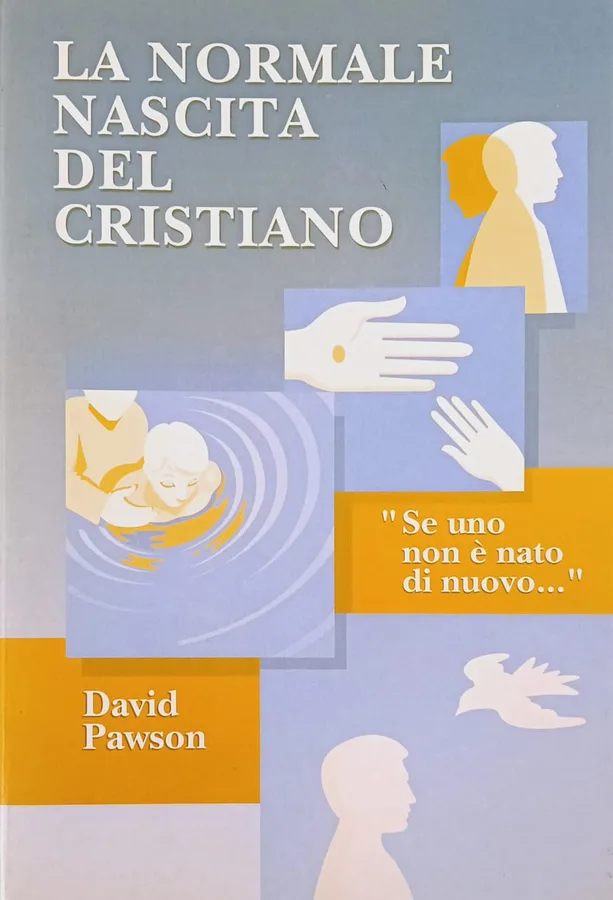 LA NORMALE
NASCITA
DEL
CRISTIANO
"Se uno
non è nato
di nuovo..."
David
Pawson